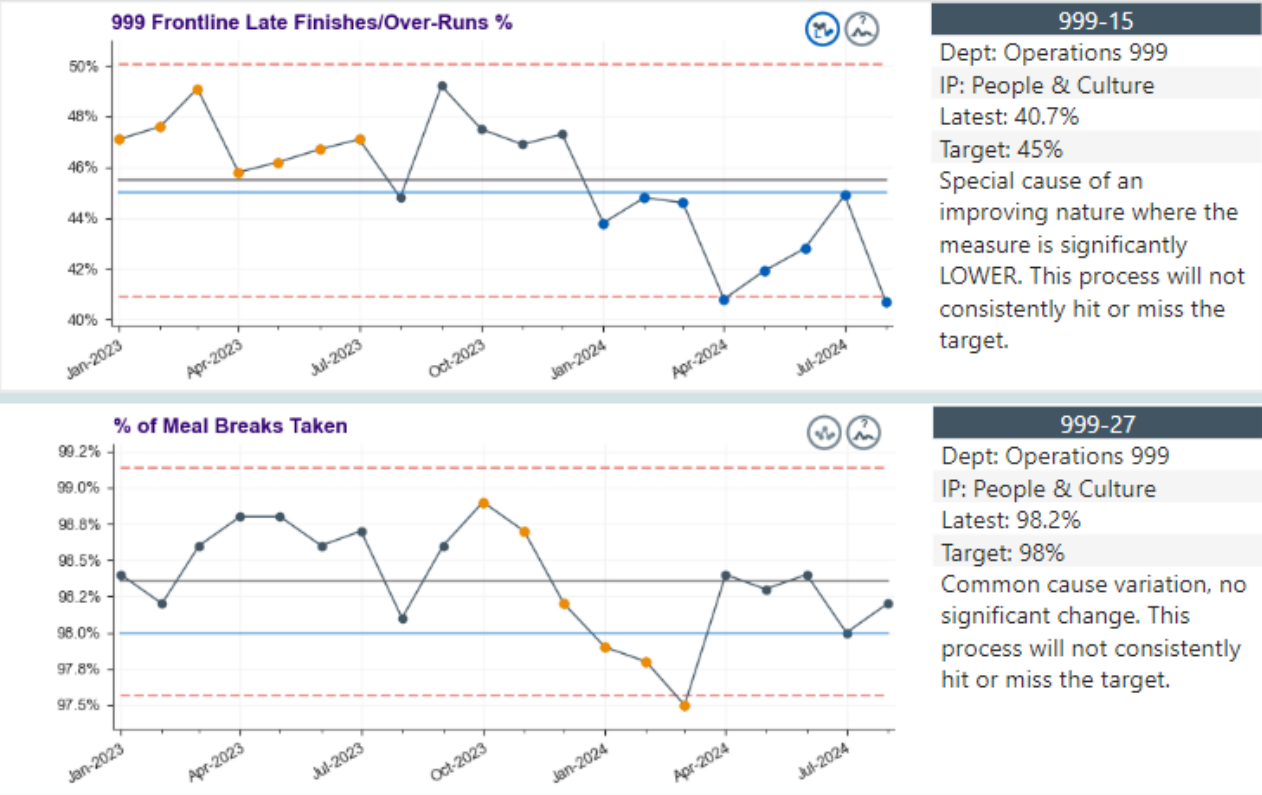 999 Frontline Late Finishes/Over-Runs %
?
50%
48%
46%
44%
42%
40%
Jan-2023
Apr-2023
Jul-2023
Oct-2023
Jan-2024
Apr-2024
Jul-2024
999-15
Dept: Operations 999
IP: People & Culture
Latest: 40.7%
Target: 45%
Special cause of an
improving nature where the
measure is significantly
LOWER. This process will not
consistently hit or miss the
target.
% of Meal Breaks Taken
?
99.2%
99.0%
98.8%
98.5%
98.2%
98.0%
97.8%
97.5%
Jan-2023
Apr-2023
Jul-2023
Oct-2023
Jan-2024
Apr-2024
Jul-2024
999-27
Dept: Operations 999
IP: People & Culture
Latest: 98.2%
Target: 98%
Common cause variation, no
significant change. This
process will not consistently
hit or miss the target.